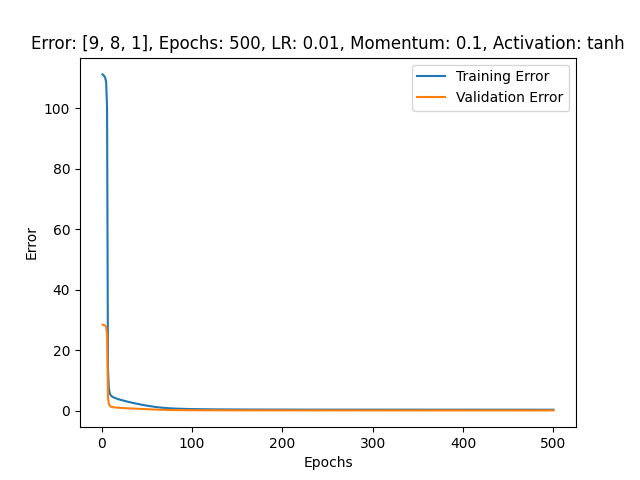 Error: [9, 8, 1], Epochs: 500, LR: 0.01, Momentum: 0.1, Activation: tanh
Training Error
Validation Error
100
80
60
40
20
0
Error
0 100 200 300 400 500
Epochs